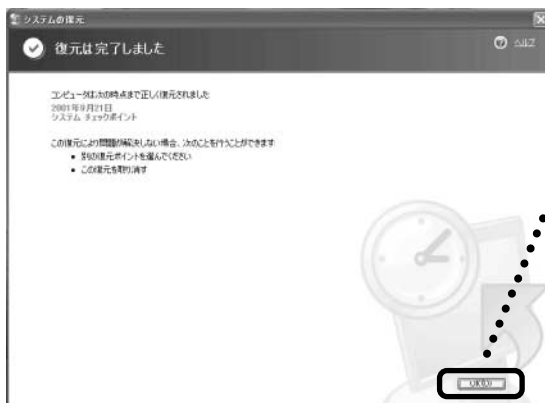 システムの復元
復元は完了しました
ヘルプ
コンピュータは次の時点まで正しく復元されました
2001年9月21日
システム チェックポイント
この復元により問題が解決しない場合、次のことを行うことができます
• 別の復元ポイントを選んでください
• この復元を取り消す
OK(O)